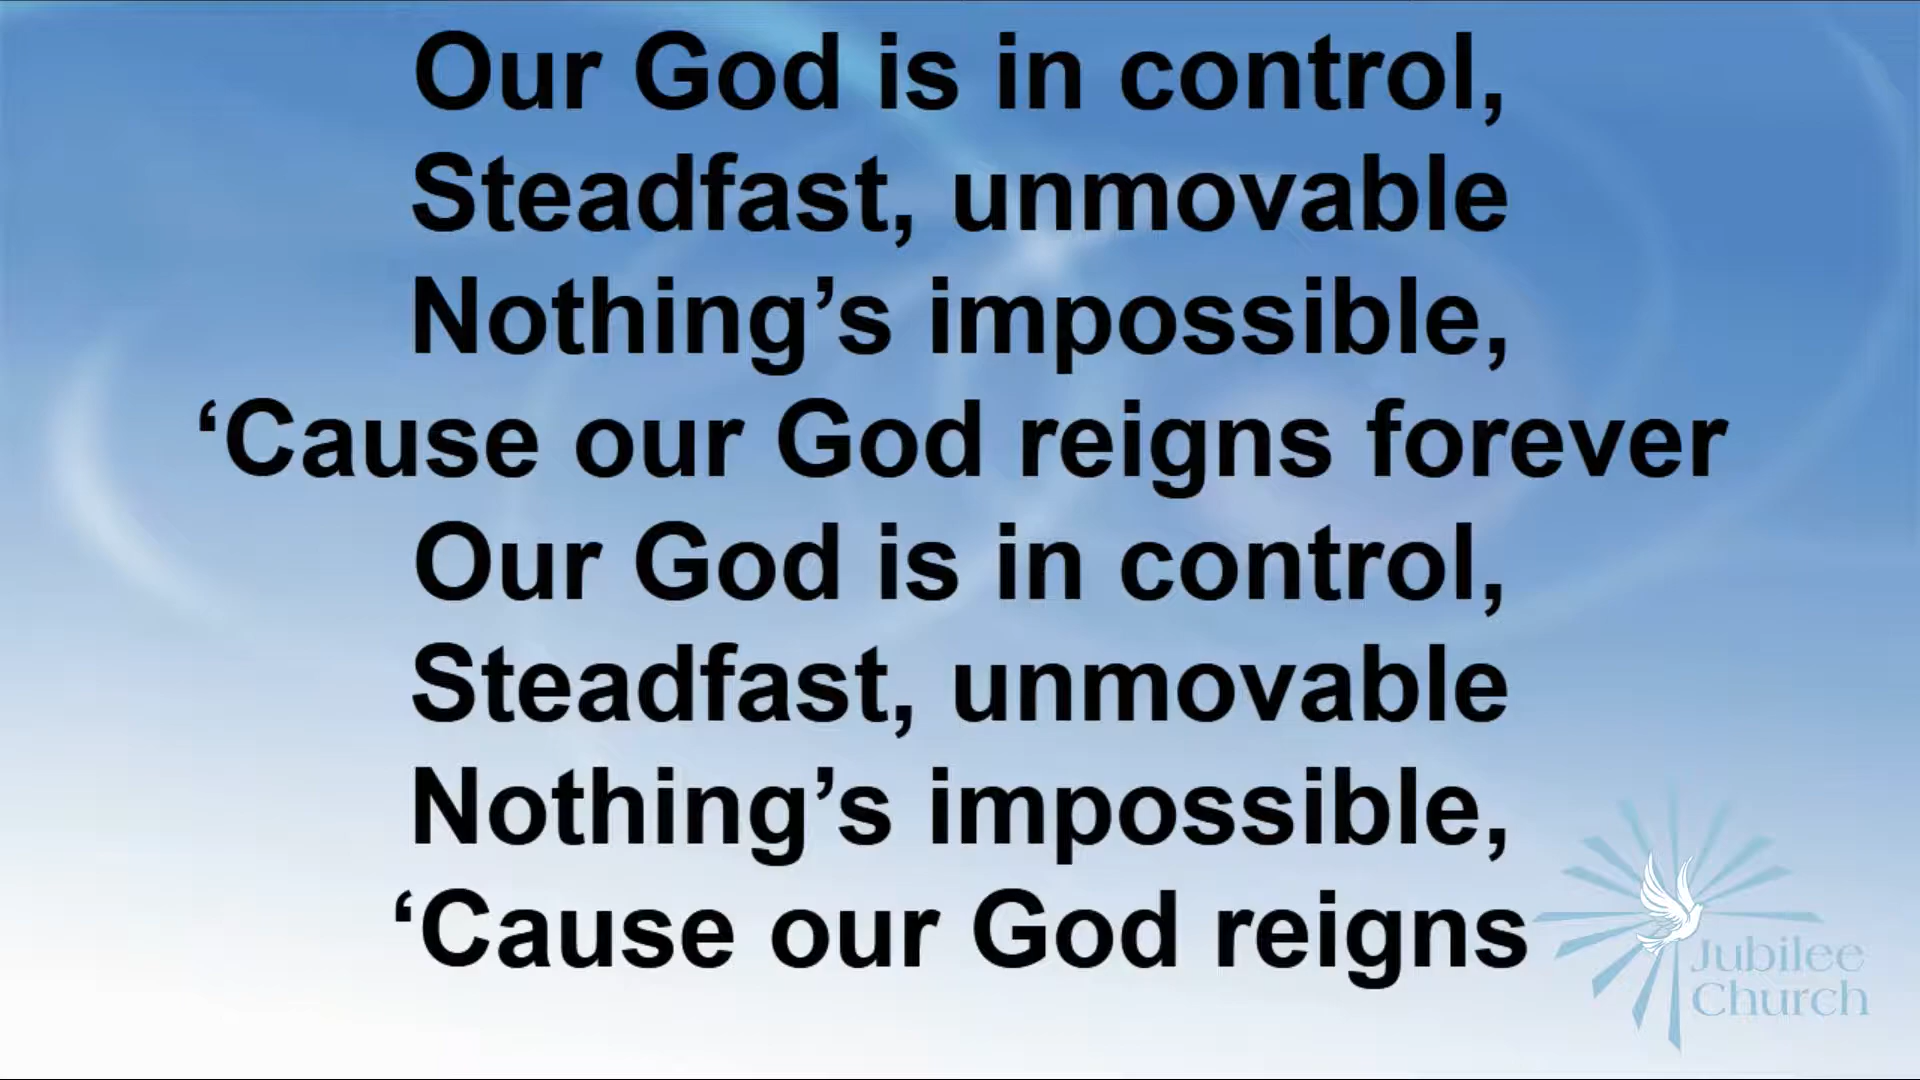 Our God is in control,
Steadfast, unmovable
Nothing’s impossible,
‘Cause our God reigns forever
Our God is in control,
Steadfast, unmovable
Nothing’s impossible,
‘Cause our God reigns
Jubilee
Church